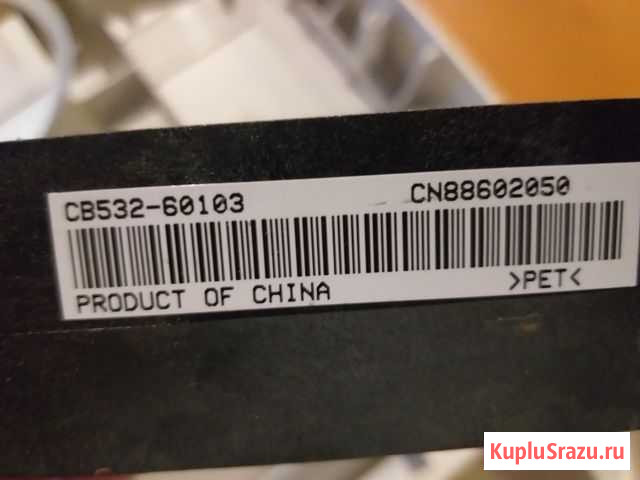 CB532-60103 CN88602050
PRODUCT OF CHINA >PET<
KupluSrazu.ru